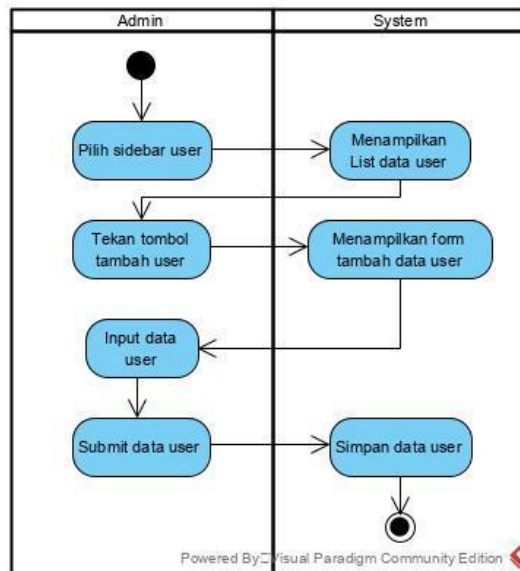 Admin
System
Pilih sidebar user
Menampilkan
List data user
Tekan tombol
tambah user
Menampilkan form
tambah data user
Input data
user
Submit data user
Simpan data user
Powered By□Visual Paradigm Community Edition